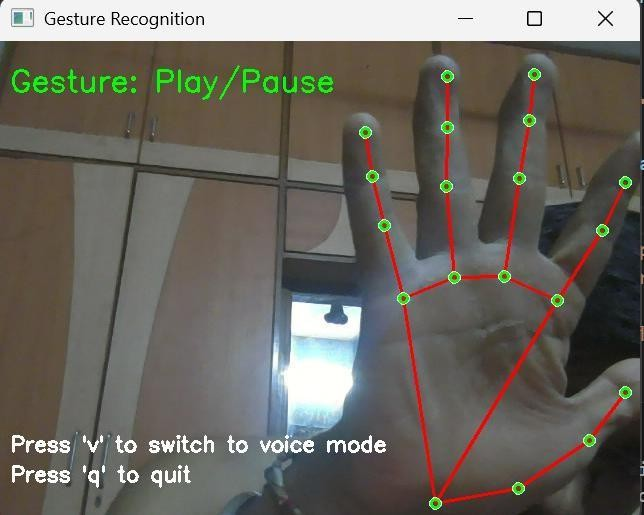 Gesture Recognition
Gesture: Play/Pause
Press 'v' to switch to voice mode
Press 'q' to quit